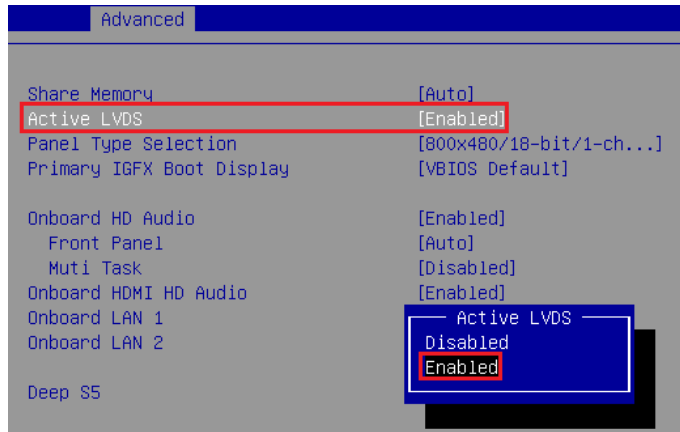 Advanced
Share Memory [Auto]
Active LVDS [Enabled]
Panel Type Selection [800x480/18-bit/1-ch...]
Primary IGFX Boot Display [VBIOS Default]
Onboard HD Audio [Enabled]
Front Panel [Auto]
Muti Task [Disabled]
Onboard HDMI HD Audio [Enabled]
Onboard LAN 1
Onboard LAN 2
Deep S5
Active LVDS
Disabled
Enabled